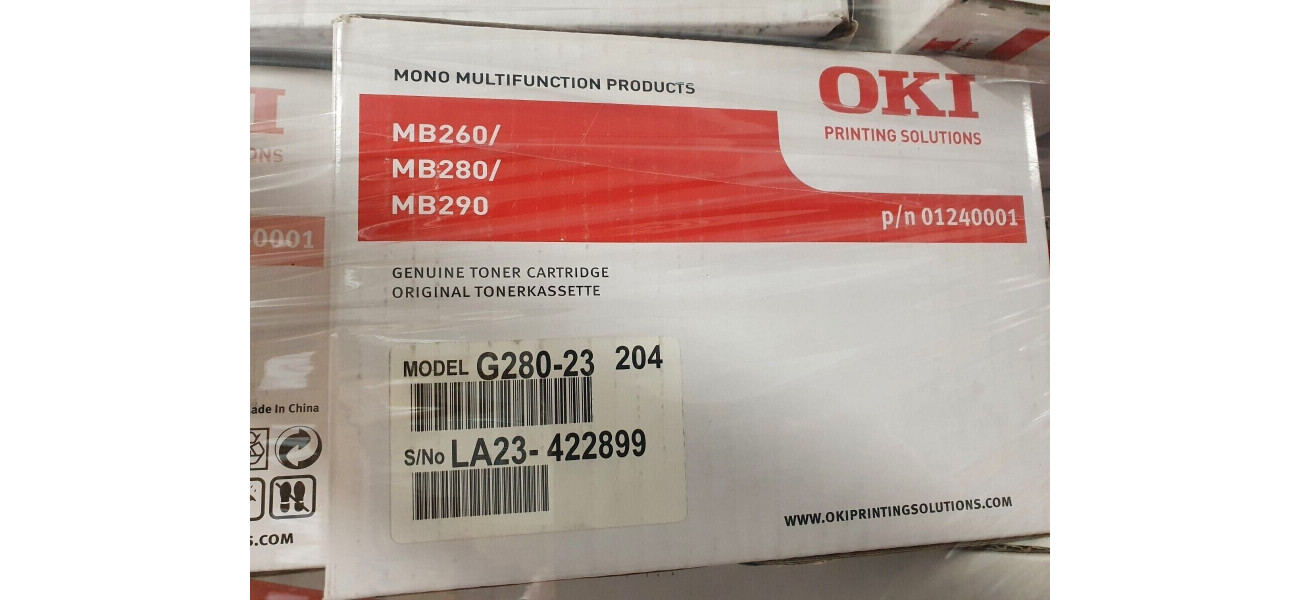 MONO MULTIFUNCTION PRODUCTS
OKI
PRINTING SOLUTIONS
MB260/
MB280/
MB290
p/n 01240001
GENUINE TONER CARTRIDGE
ORIGINAL TONERKASSETTE
MODEL G280-23 204
S/No LA23-422899
WWW.OKIPRINTINGSOLUTIONS.COM
KI
ONS
0001
ade In China
.COM